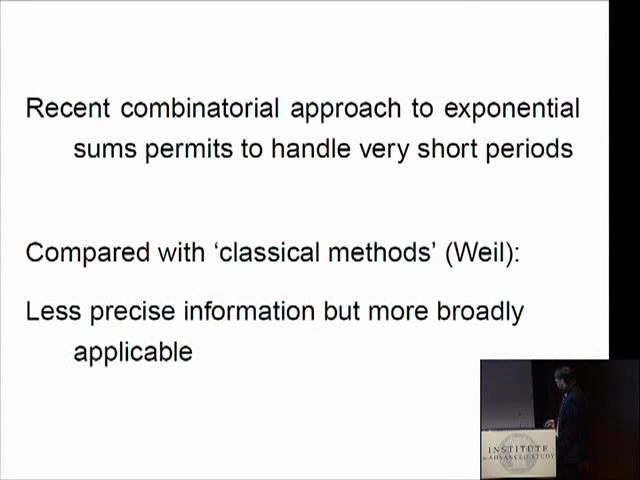 Recent combinatorial approach to exponential
sums permits to handle very short periods
Compared with ‘classical methods’ (Weil):
Less precise information but more broadly
applicable
INSTITUTE
for ADVANCED STUDY